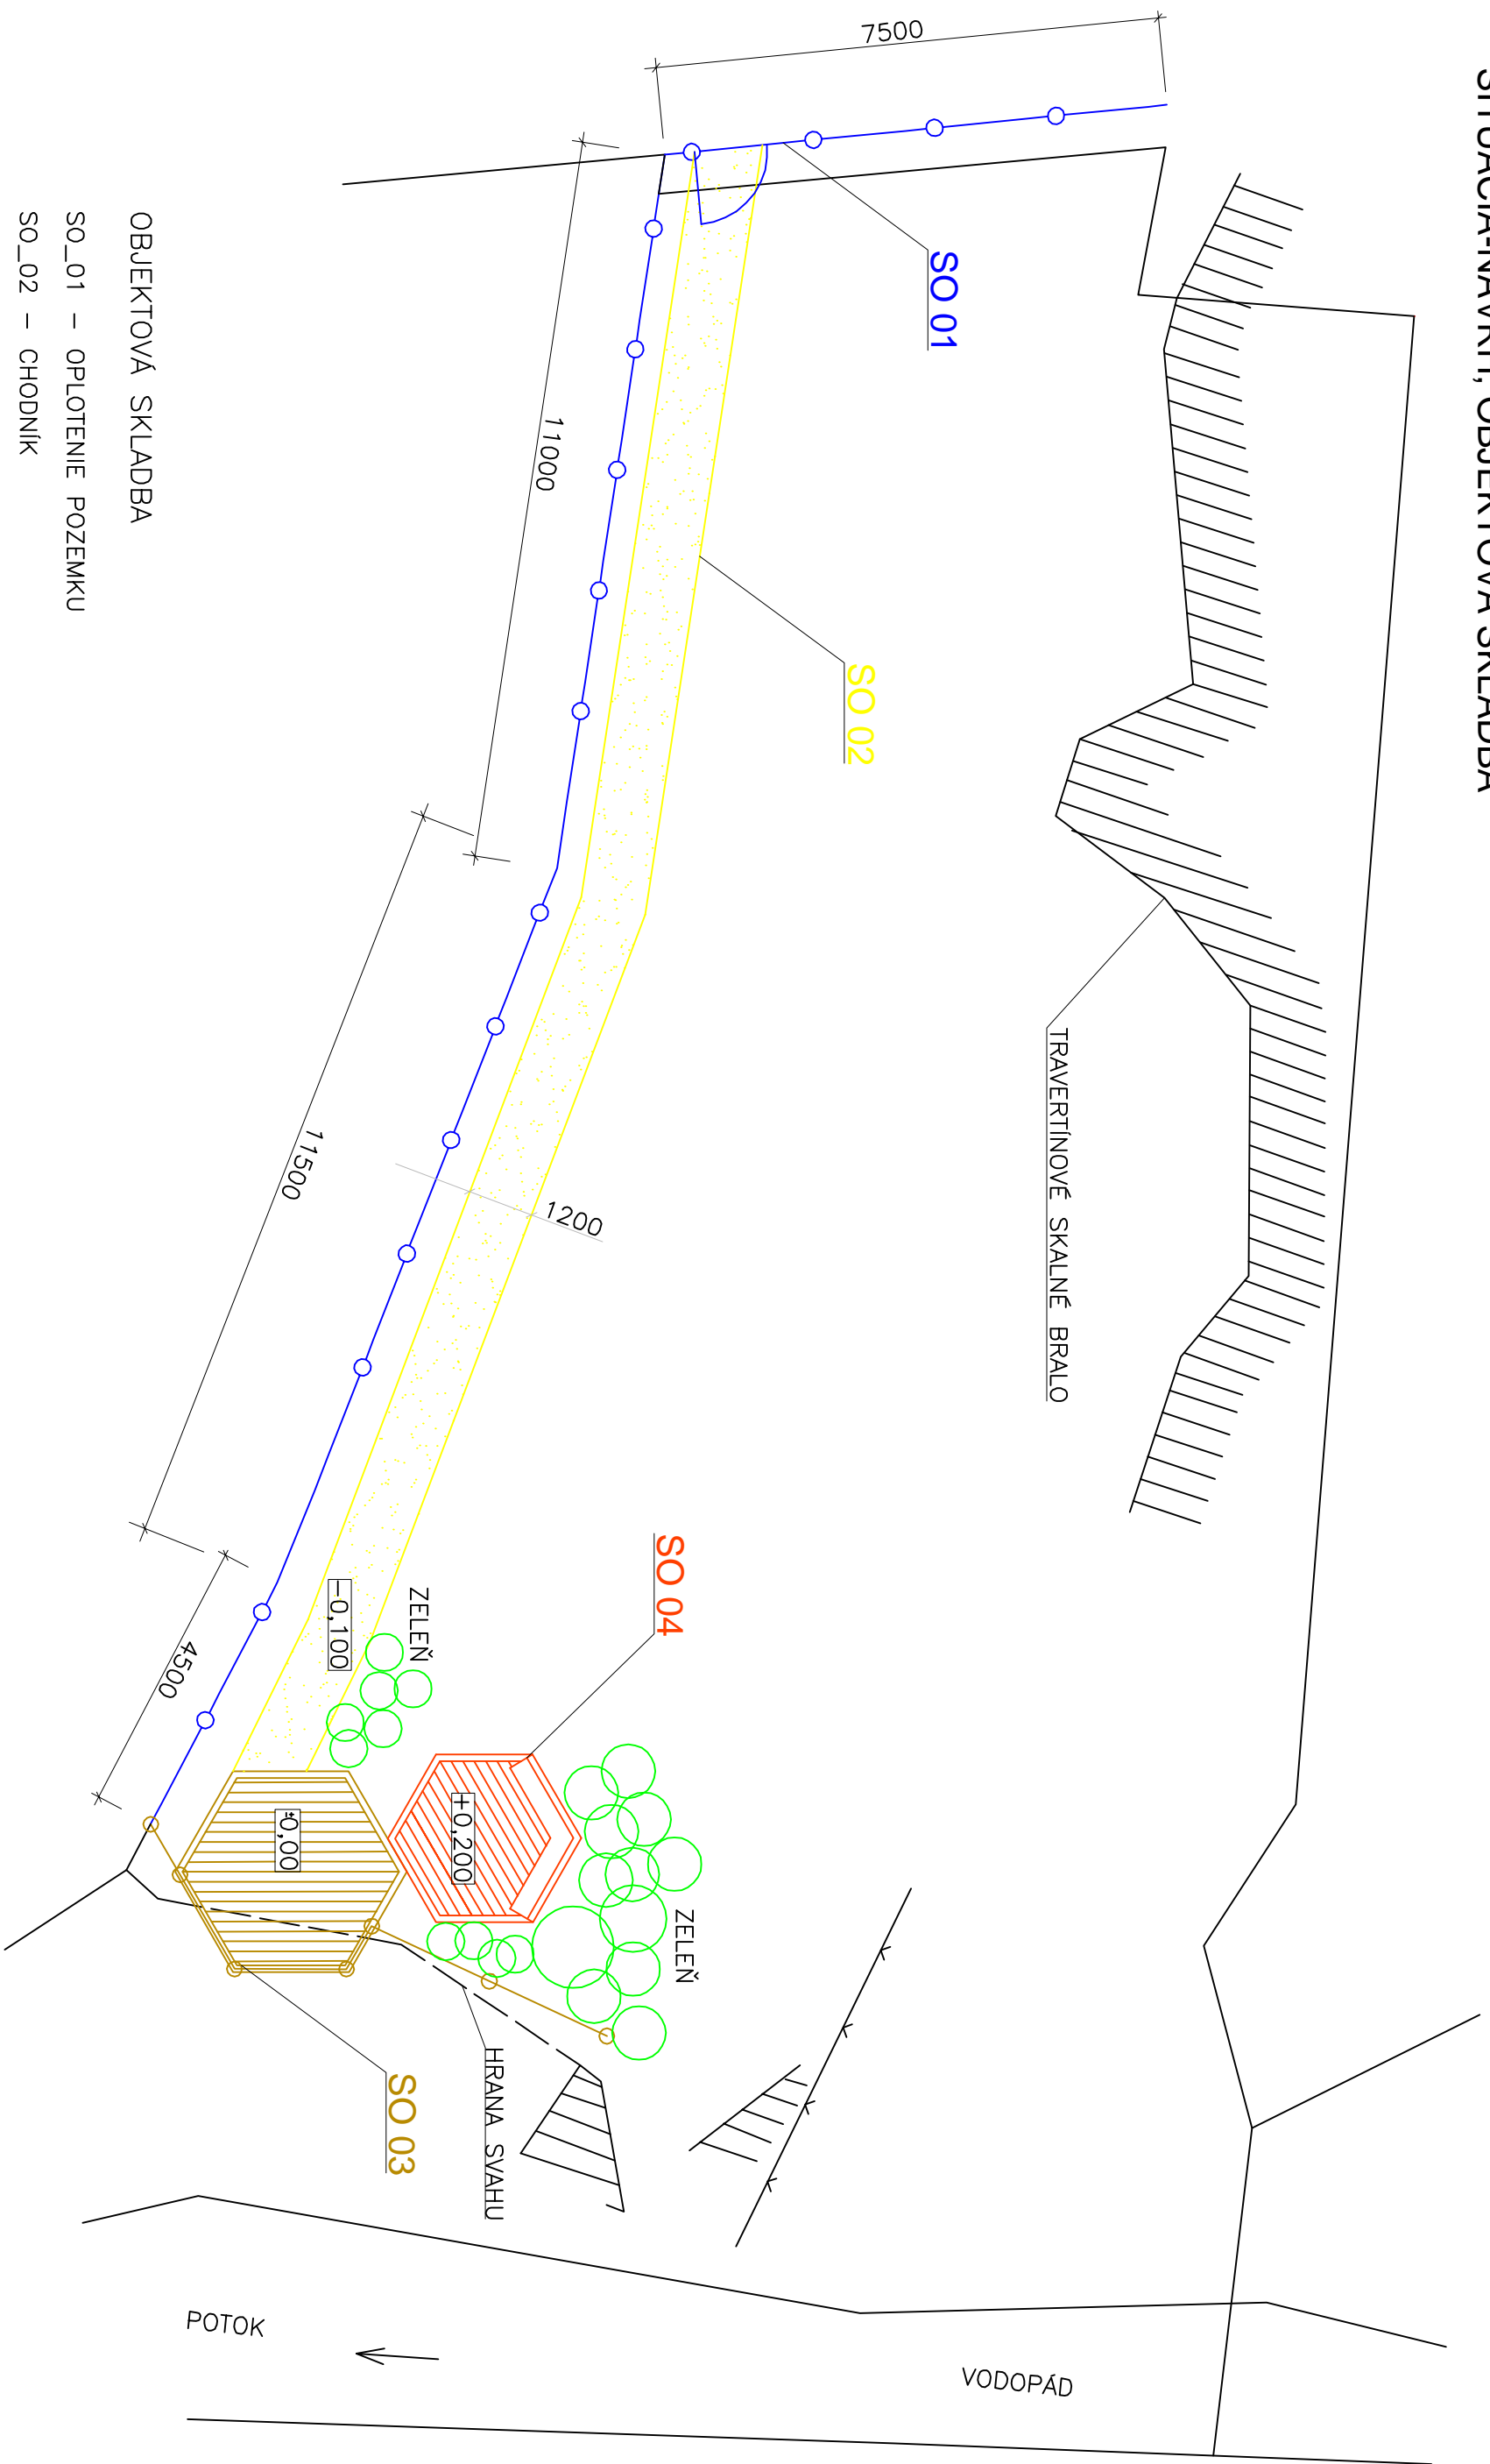 SITUÁCIA-NÁVRH, OBJEKTOVÁ SKLADBA
7500
SO 01
11000
SO 02
TRAVERTÍNOVÉ SKALNÉ BRALO
11500
1200
SO 04
ZELEŇ
-0,100
4500
+0,200
±0,00
ZELEŇ
HRANA SVAHU
SO 03
POTOK
VODOPÁD
OBJEKTOVÁ SKLADBA
SO_01 - OPLOTENIE POZEMKU
SO_02 - CHODNÍK